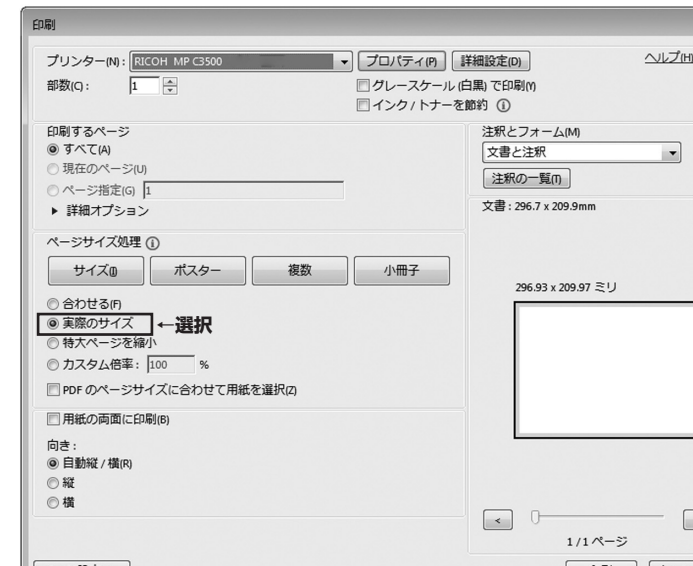 印刷
プリンター(N): RICOH MP C3500 プロパティ(P) 詳細設定(D) ヘルプ(H)
部数(C): 1 グレースケール (白黒) で印刷(Y)
インク / トナーを節約
印刷するページ
すべて(A)
現在のページ(U)
ページ指定(G) 1
詳細オプション
注釈とフォーム(M)
文書と注釈
注釈の一覧(T)
文書 : 296.7 x 209.9mm
ページサイズ処理
サイズ(I) ポスター 複数 小冊子
合わせる(F)
実際のサイズ ←選択
特大ページを縮小
カスタム倍率 : 100 %
PDF のページサイズに合わせて用紙を選択(Z)
296.93 x 209.97 ミリ
用紙の両面に印刷(B)
向き :
自動縦 / 横(R)
縦
横
<
1 / 1 ページ